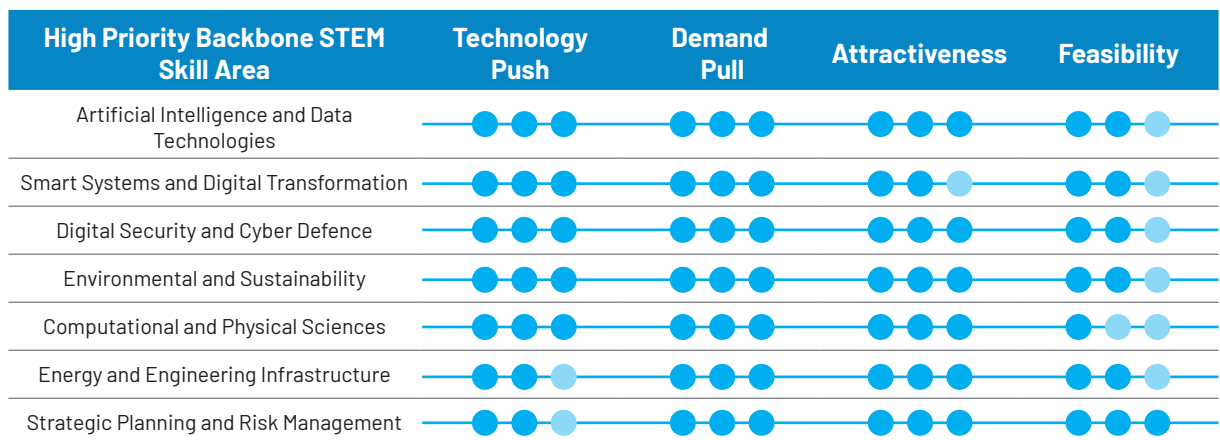 High Priority Backbone STEM
Skill Area
Technology
Push
Demand
Pull
Attractiveness
Feasibility
Artificial Intelligence and Data
Technologies
Smart Systems and Digital Transformation
Digital Security and Cyber Defence
Environmental and Sustainability
Computational and Physical Sciences
Energy and Engineering Infrastructure
Strategic Planning and Risk Management